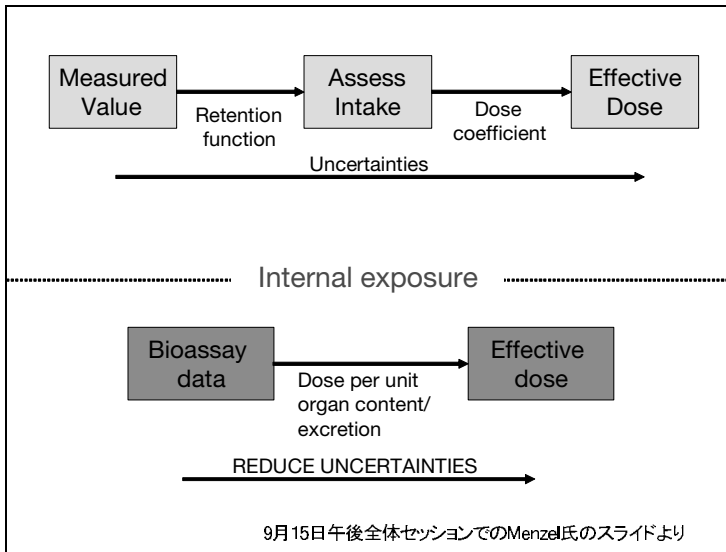 Measured
Value
Retention
function
Assess
Intake
Dose
coefficient
Effective
Dose
Uncertainties
Internal exposure
Bioassay
data
Dose per unit
organ content/
excretion
Effective
dose
REDUCE UNCERTAINTIES
9月15日午後全体セッションでのMenzel氏のスライドより